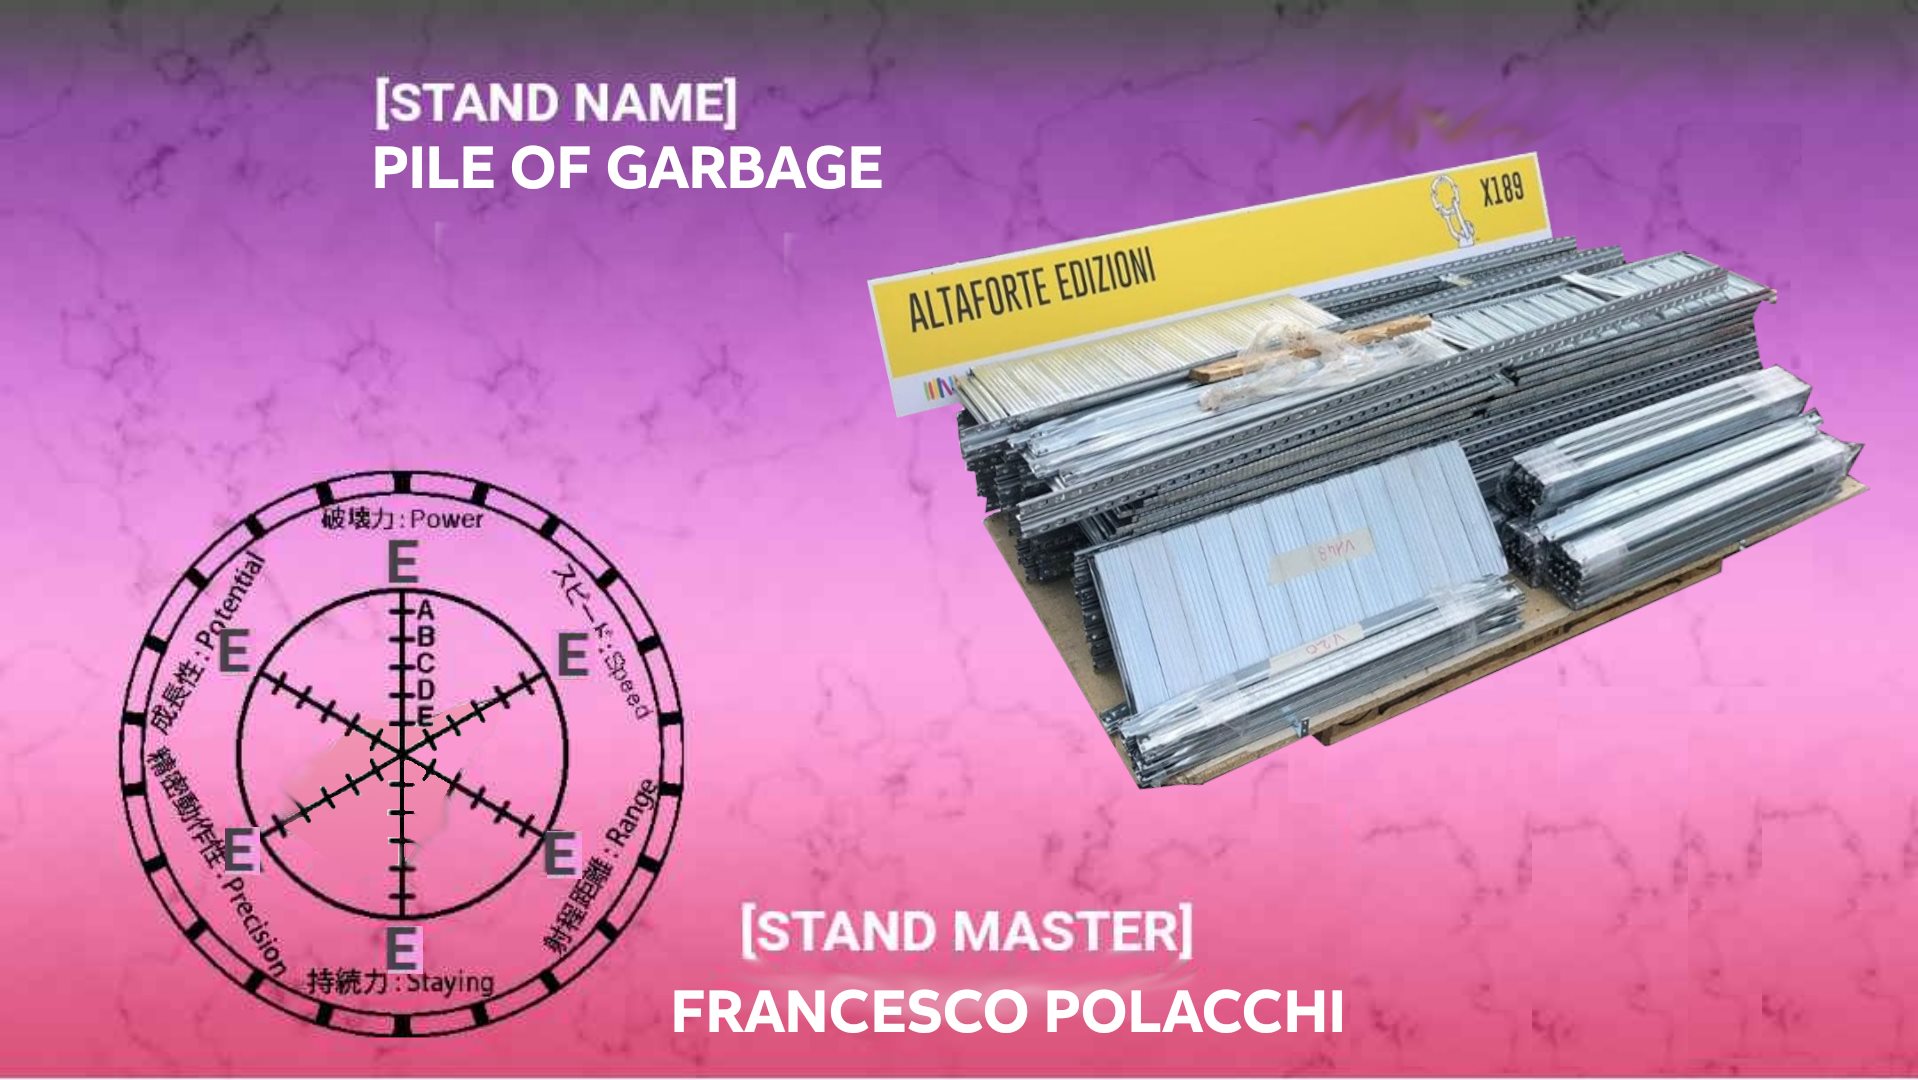 [STAND NAME]
PILE OF GARBAGE
ALTAFORTE EDIZIONI
X189
破壊力:Power
E
スピード:Speed
E
射程距離:Range
E
持続力:Staying
E
精密動作性:Precision
E
成長性:Potential
E
A
B
C
D
E
[STAND MASTER]
FRANCESCO POLACCHI